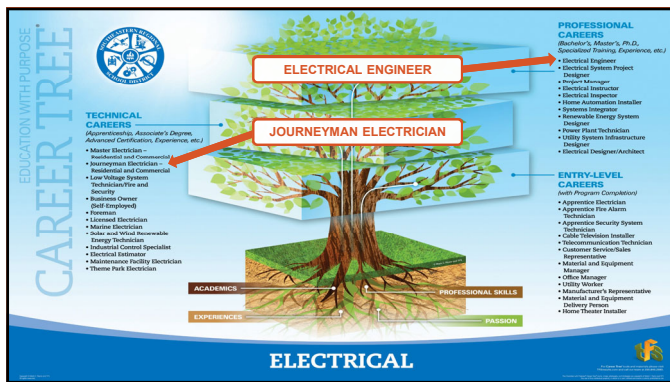 EDUCATION WITH PURPOSE
CAREER TREE
SOUTHEASTERN REGIONAL
SCHOOL DISTRICT
ELECTRICAL ENGINEER
JOURNEYMAN ELECTRICIAN
TECHNICAL
CAREERS
(Apprenticeship, Associate's Degree,
Advanced Certification, Experience, etc.)
• Master Electrician –
Residential and Commercial
• Journeyman Electrician –
Residential and Commercial
• Low Voltage System
Technician/Fire and
Security
• Business Owner
(Self-Employed)
• Foreman
• Licensed Electrician
• Marine Electrician
• Solar and Wind Renewable
Energy Technician
• Industrial Control Specialist
• Electrical Estimator
• Maintenance Facility Electrician
• Theme Park Electrician
PROFESSIONAL
CAREERS
(Bachelor's, Master's, Ph.D.,
Specialized Training, Experience, etc.)
• Electrical Engineer
• Electrical System Project
Designer
• Project Manager
• Electrical Instructor
• Electrical Inspector
• Home Automation Installer
• Systems Integrator
• Renewable Energy System
Designer
• Power Plant Technician
• Utility System Infrastructure
Designer
• Electrical Designer/Architect
ENTRY-LEVEL
CAREERS
(with Program Completion)
• Apprentice Electrician
• Apprentice Fire Alarm
Technician
• Apprentice Security System
Technician
• Cable Television Installer
• Telecommunication Technician
• Customer Service/Sales
Representative
• Material and Equipment
Manager
• Office Manager
• Utility Worker
• Manufacturer's Representative
• Material and Equipment
Delivery Person
• Home Theater Installer
ACADEMICS
PROFESSIONAL SKILLS
EXPERIENCES
PASSION
ELECTRICAL